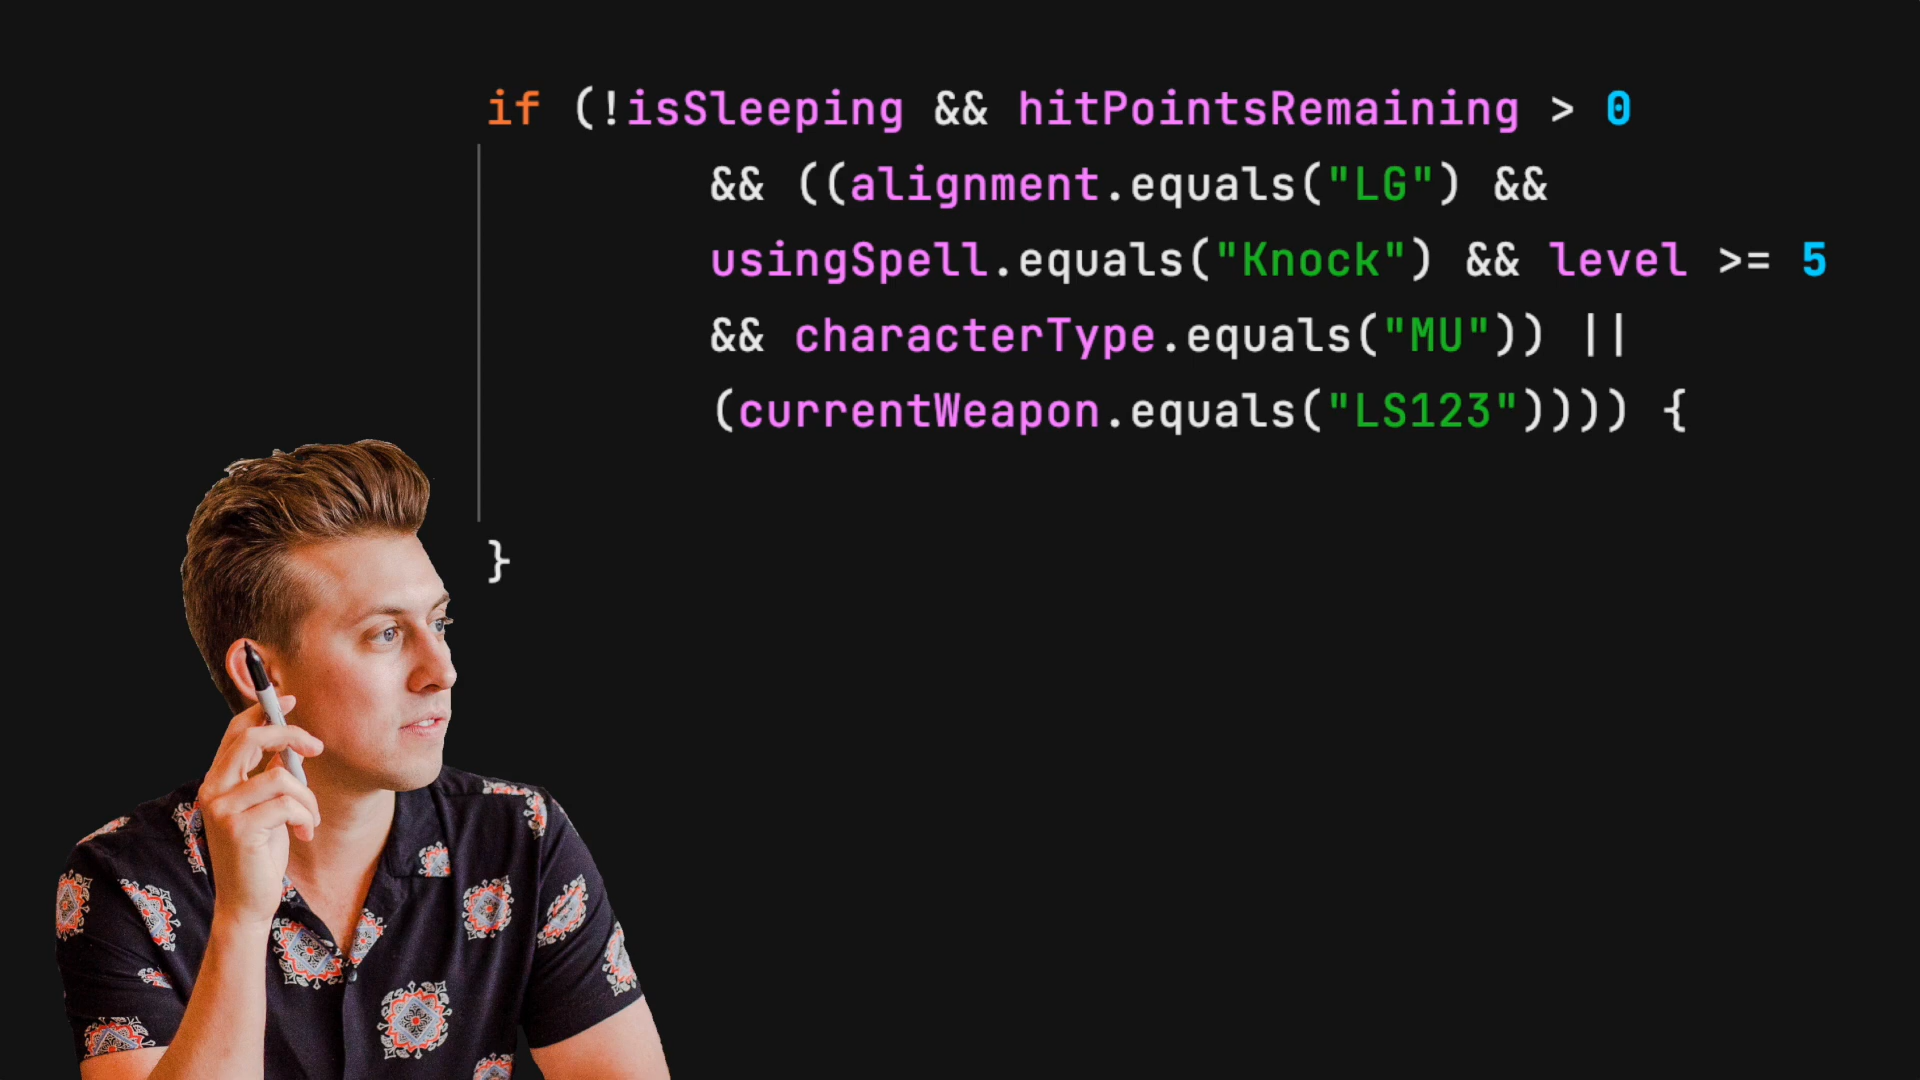 if (!isSleeping && hitPointsRemaining > 0
&& ((alignment.equals("LG") &&
usingSpell.equals("Knock") && level >= 5
&& characterType.equals("MU")) ||
(currentWeapon.equals("LS123")))) {
}